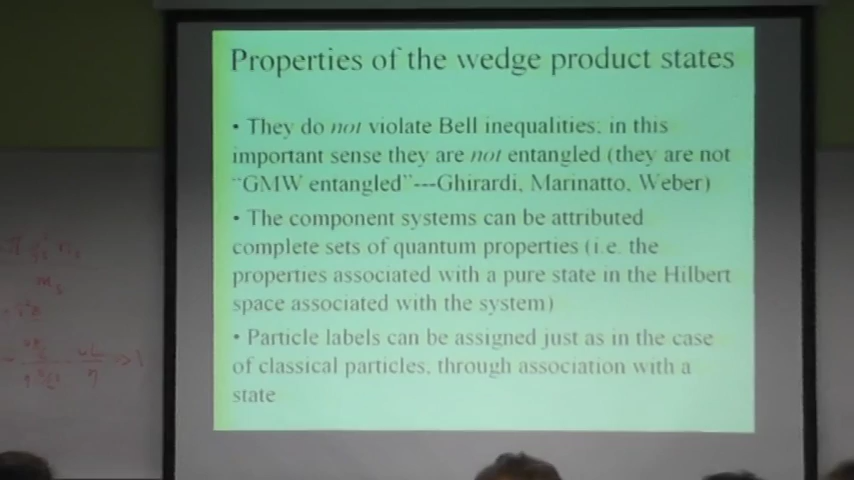 Properties of the wedge product states
• They do not violate Bell inequalities; in this
important sense they are not entangled (they are not
"GMW entangled"---Ghirardi, Marinatto, Weber)
• The component systems can be attributed
complete sets of quantum properties (i.e. the
properties associated with a pure state in the Hilbert
space associated with the system)
• Particle labels can be assigned just as in the case
of classical particles, through association with a
state